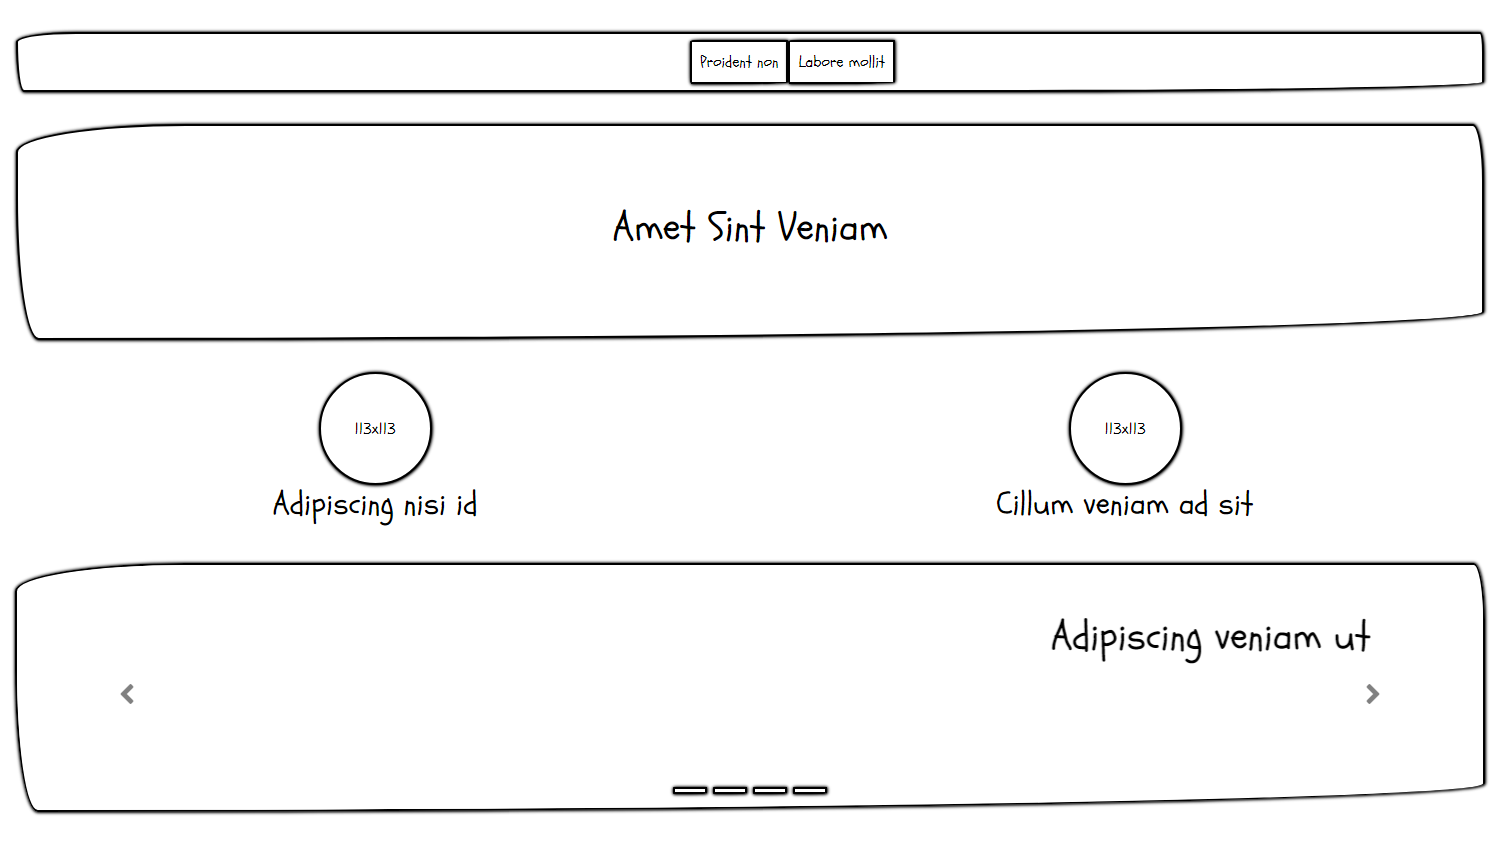 Proident non
Labore mollit
Amet Sint Veniam
113x113
113x113
Adipiscing nisi id
Cillum veniam ad sit
Adipiscing veniam ut